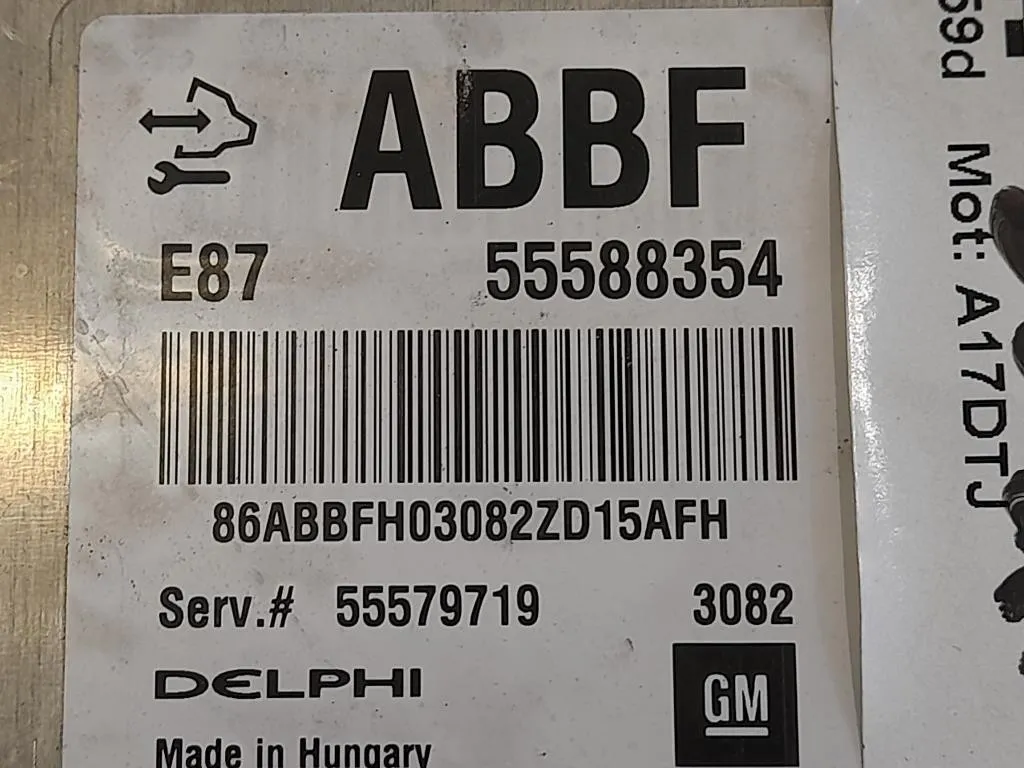 ABBF
E87 55588354
86ABBFH03082ZD15AFH
Serv.# 55579719 3082
DELPHI
GM
Made in Hungary
59d Mot: A17DTJ